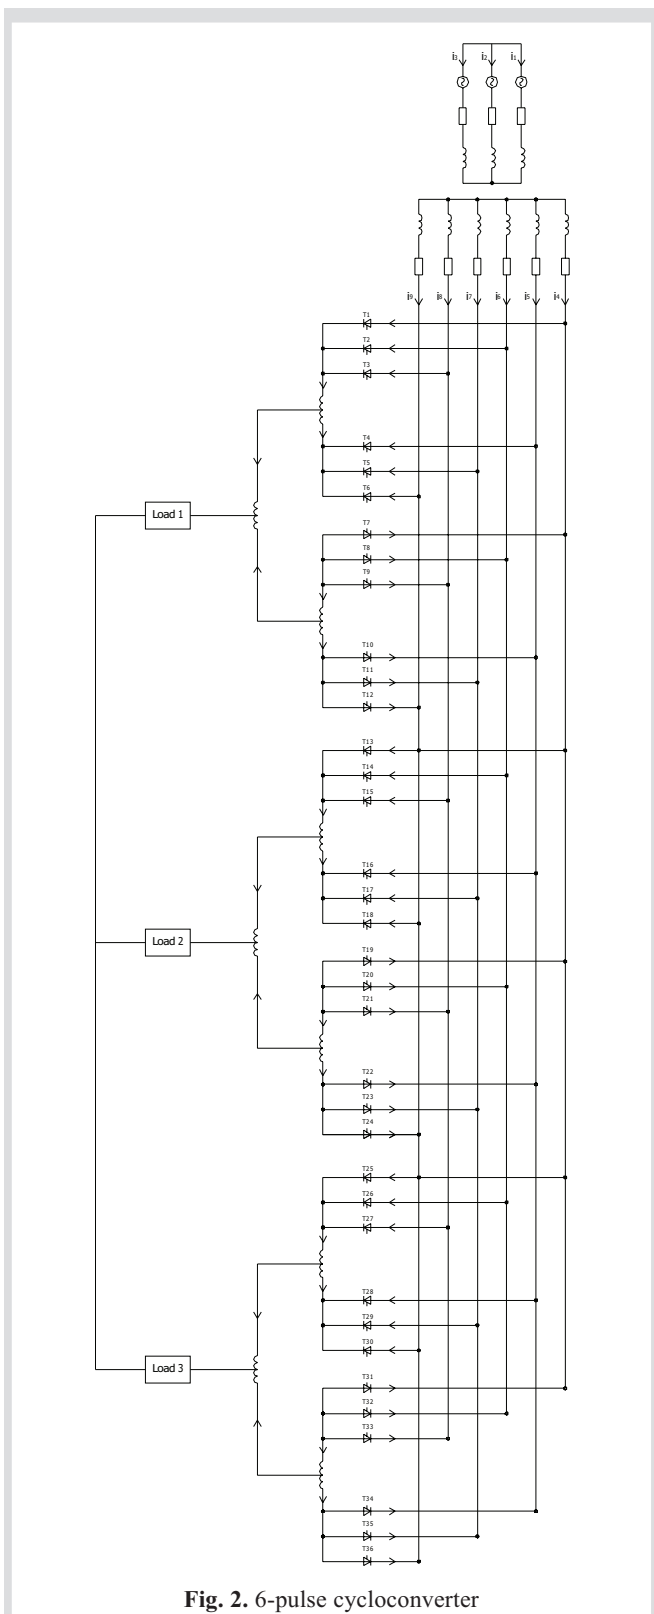 i3 i2 i1
i9 i8 i7 i6 i5 i4
T1
T2
T3
T4
T5
T6
Load 1
T7
T8
T9
T10
T11
T12
T13
T14
T15
T16
T17
T18
Load 2
T19
T20
T21
T22
T23
T24
T25
T26
T27
T28
T29
T30
Load 3
T31
T32
T33
T34
T35
T36
Fig. 2. 6-pulse cycloconverter